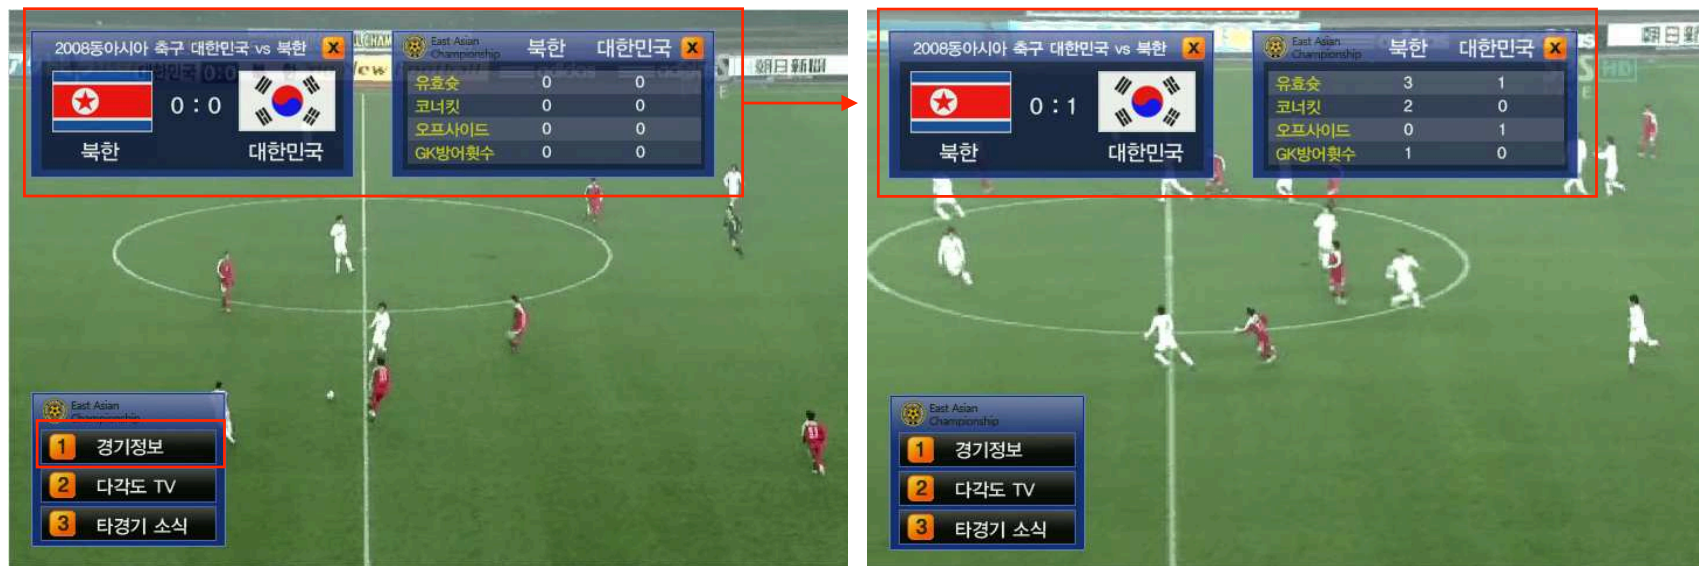 2008동아시아 축구 대한민국 vs 북한 X
0 : 0
북한 대한민국
East Asian
Championship
북한 대한민국 X
유효슛 0 0
코너킷 0 0
오프사이드 0 0
GK방어횟수 0 0
East Asian
Championship
1 경기정보
2 다각도 TV
3 타경기 소식
2008동아시아 축구 대한민국 vs 북한 X
0 : 1
북한 대한민국
East Asian
Championship
북한 대한민국 X
유효슛 3 1
코너킷 2 0
오프사이드 0 1
GK방어횟수 1 0
HD
East Asian
Championship
1 경기정보
2 다각도 TV
3 타경기 소식